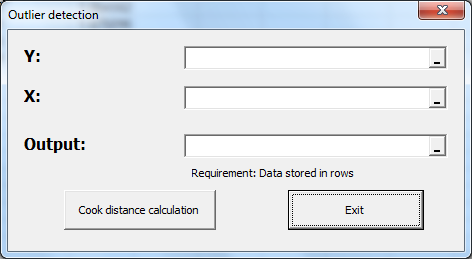 Outlier detection
Y:
X:
Output:
Requirement: Data stored in rows
Cook distance calculation
Exit